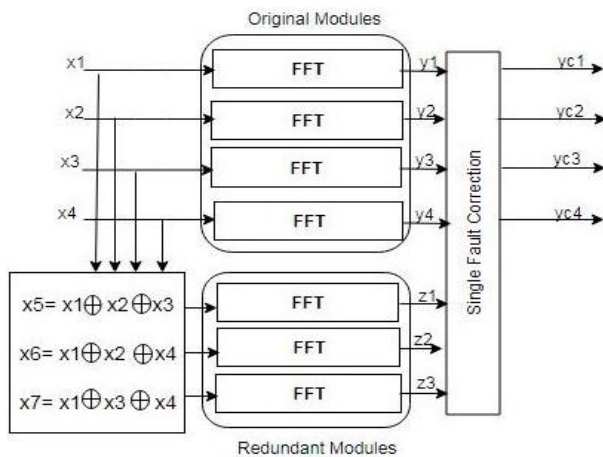 Original Modules
x1 FFT y1 yc1
x2 FFT y2 yc2
x3 FFT y3 yc3
x4 FFT y4 yc4
Single Fault Correction
x5= x1⊕x2⊕x3 FFT z1
x6= x1⊕x2⊕x4 FFT z2
x7= x1⊕x3⊕x4 FFT z3
Redundant Modules